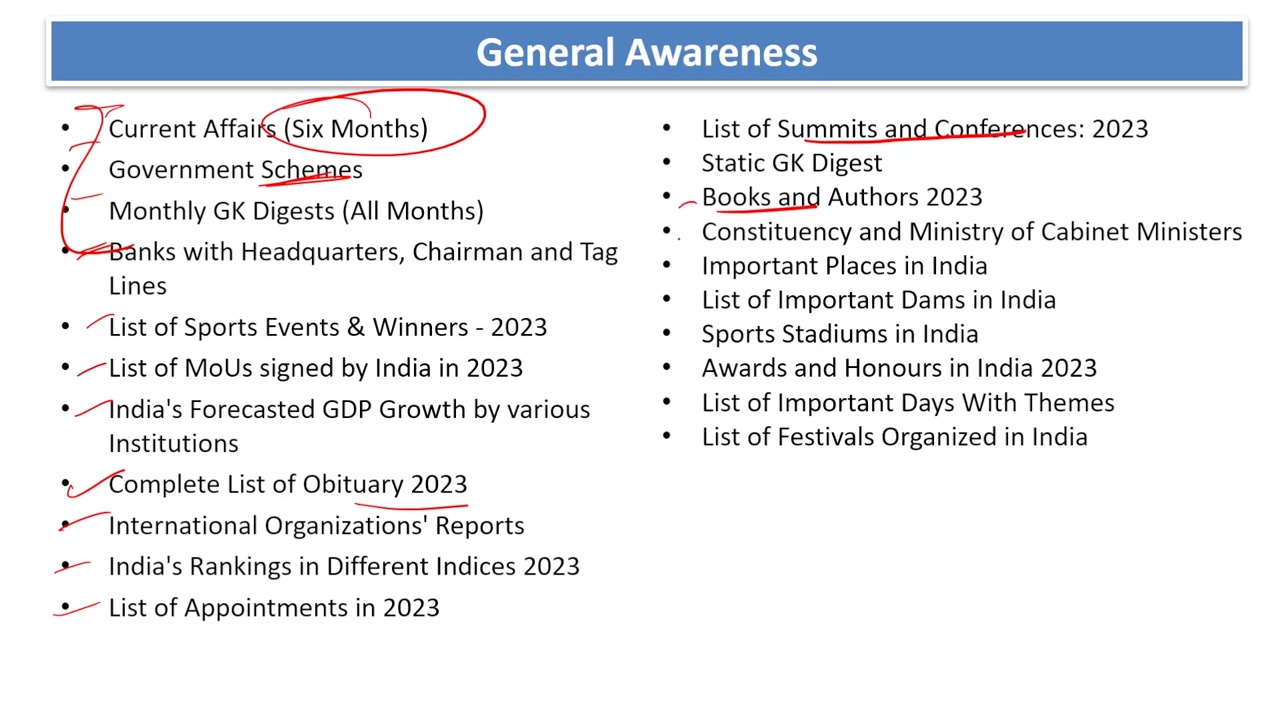 General Awareness
• Current Affairs (Six Months)
• Government Schemes
• Monthly GK Digests (All Months)
• Banks with Headquarters, Chairman and Tag
Lines
• List of Sports Events & Winners - 2023
• List of MoUs signed by India in 2023
• India's Forecasted GDP Growth by various
Institutions
• Complete List of Obituary 2023
• International Organizations' Reports
• India's Rankings in Different Indices 2023
• List of Appointments in 2023
• List of Summits and Conferences: 2023
• Static GK Digest
• Books and Authors 2023
• Constituency and Ministry of Cabinet Ministers
• Important Places in India
• List of Important Dams in India
• Sports Stadiums in India
• Awards and Honours in India 2023
• List of Important Days With Themes
• List of Festivals Organized in India